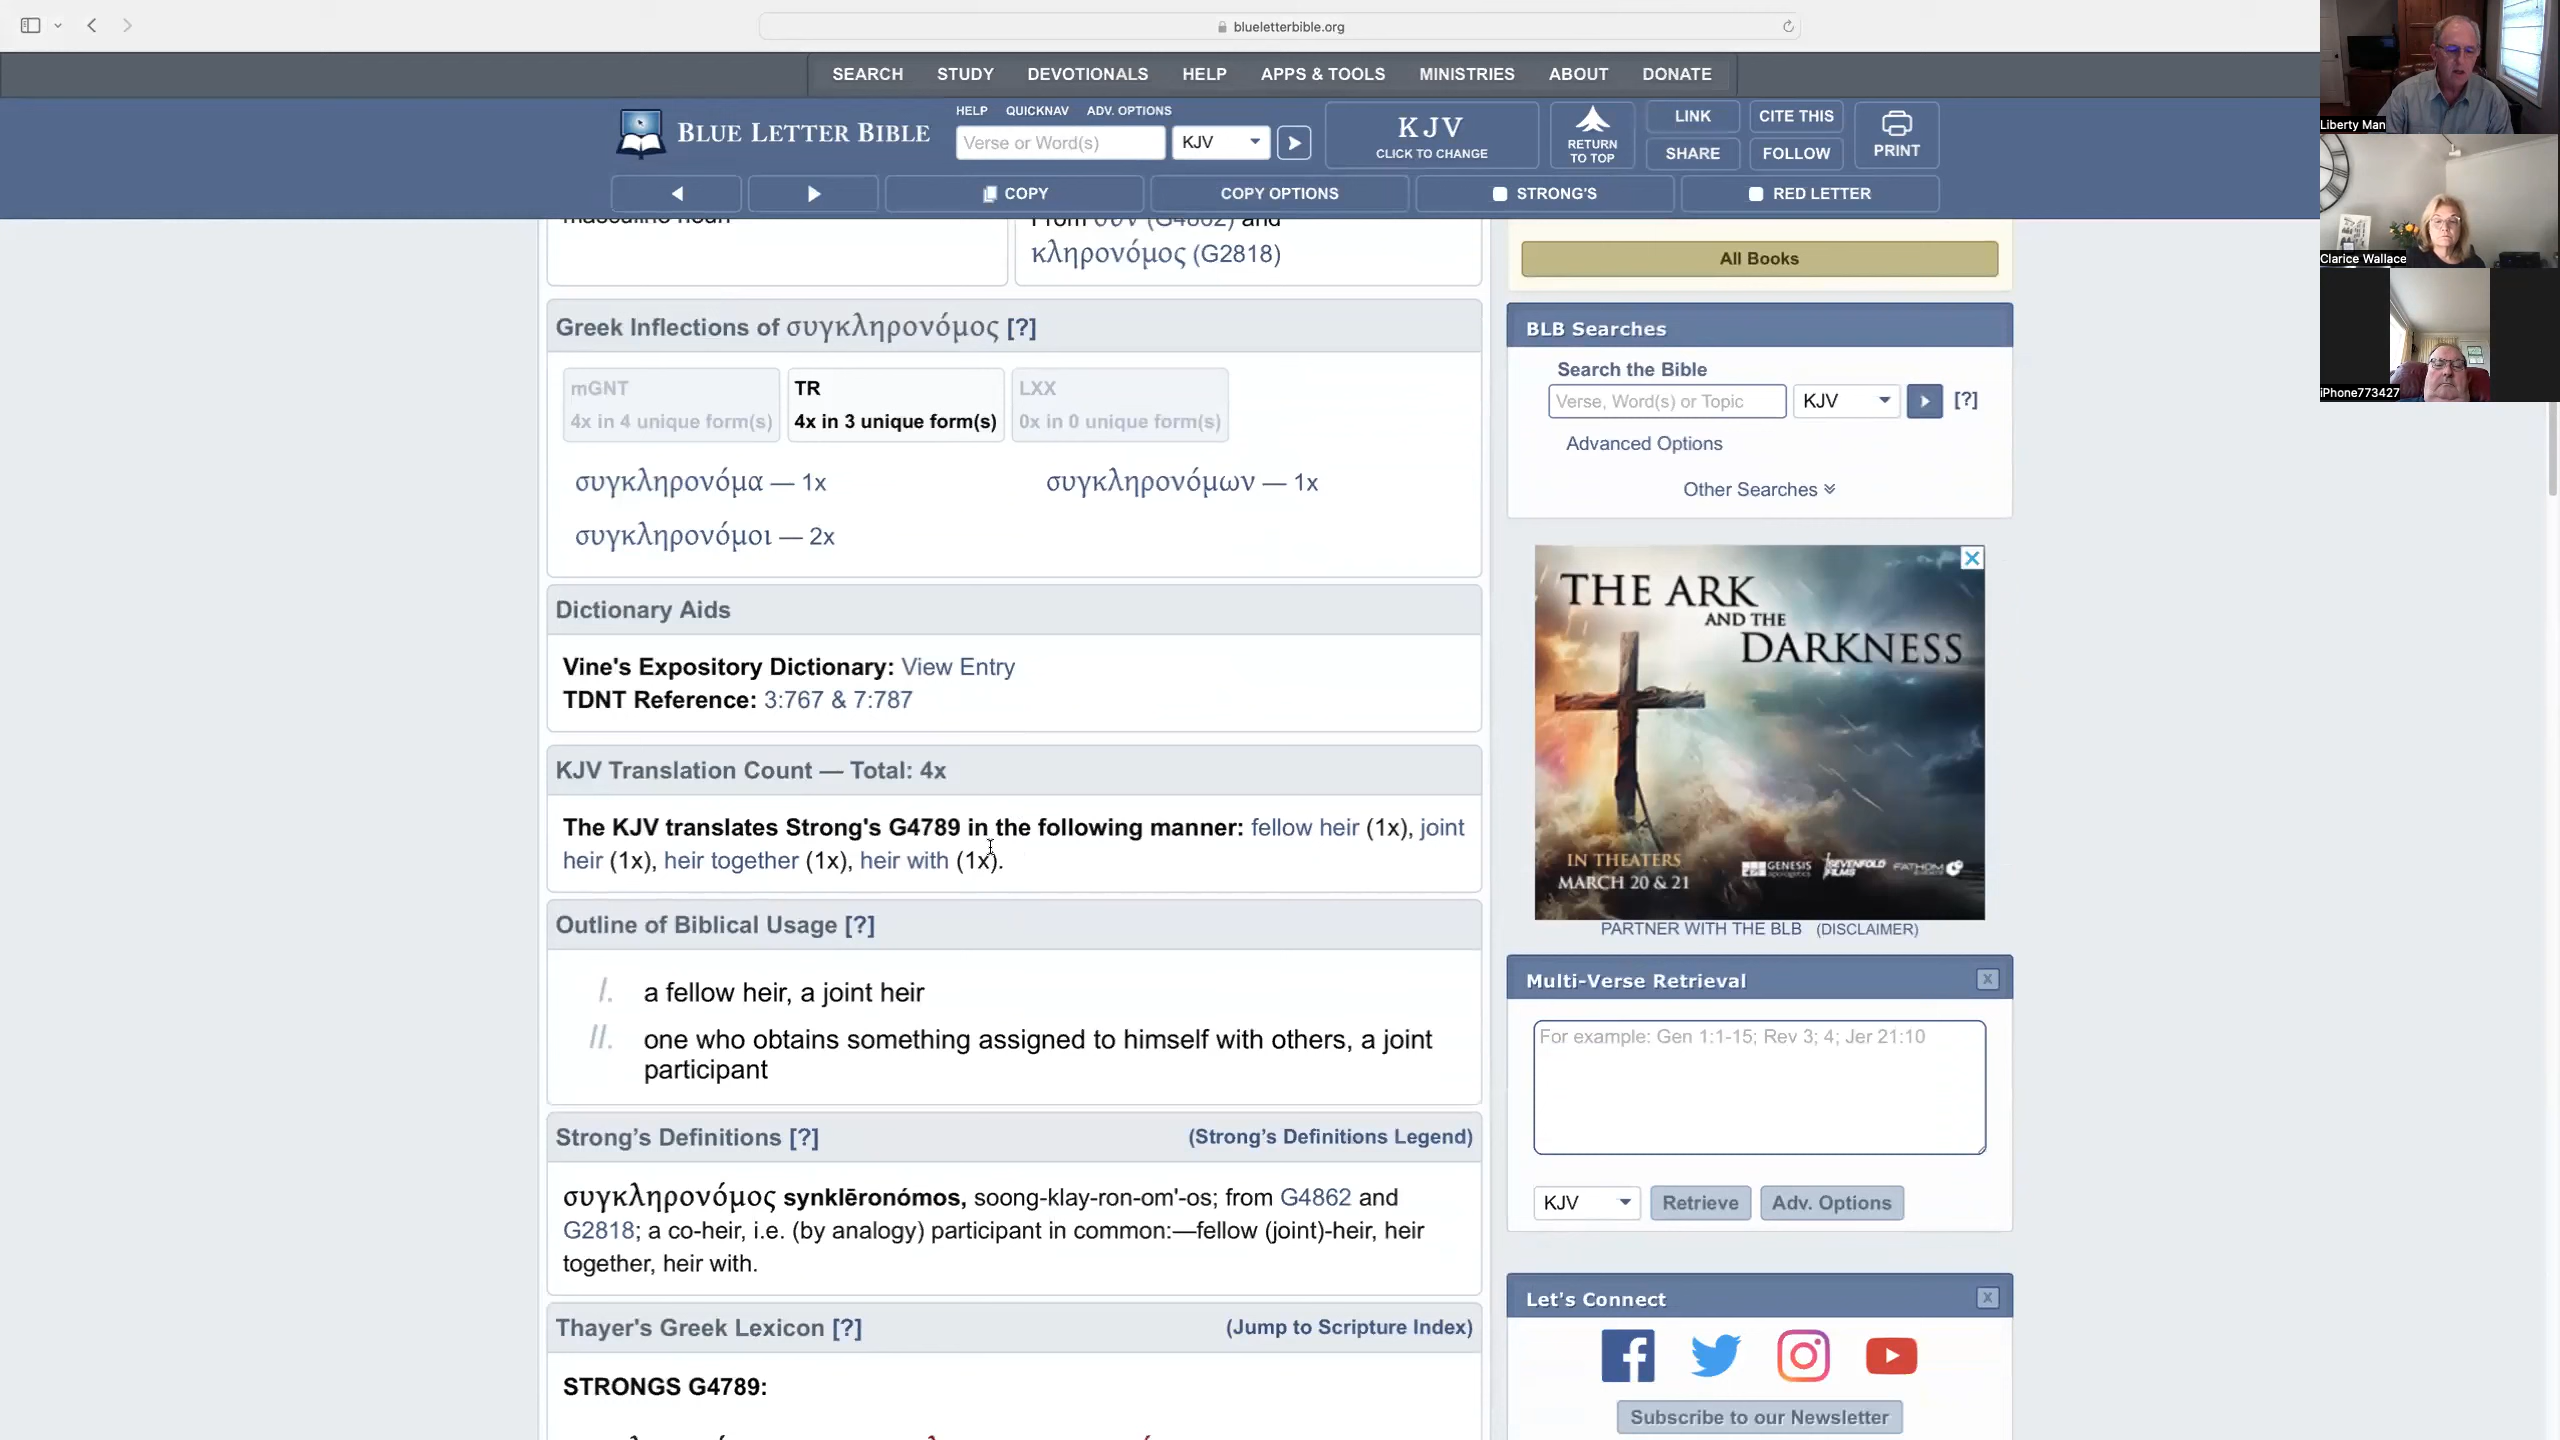 blueletterbible.org
SEARCH STUDY DEVOTIONALS HELP APPS & TOOLS MINISTRIES ABOUT DONATE
BLUE LETTER BIBLE
HELP QUICKNAV ADV. OPTIONS
Verse or Word(s) KJV
KJV
CLICK TO CHANGE
RETURN
TO TOP
LINK CITE THIS
SHARE FOLLOW
PRINT
COPY COPY OPTIONS STRONG'S RED LETTER
Liberty Man
Clarice Wallace
iPhone773427
masculine noun
From σύν (G4862) and
κληρονόμος (G2818)
Greek Inflections of συγκληρονόμος [?]
mGNT
4x in 4 unique form(s)
TR
4x in 3 unique form(s)
LXX
0x in 0 unique form(s)
συγκληρονόμα — 1x
συγκληρονόμων — 1x
συγκληρονόμοι — 2x
Dictionary Aids
Vine's Expository Dictionary: View Entry
TDNT Reference: 3:767 & 7:787
KJV Translation Count — Total: 4x
The KJV translates Strong's G4789 in the following manner: fellow heir (1x), joint
heir (1x), heir together (1x), heir with (1x).
Outline of Biblical Usage [?]
I. a fellow heir, a joint heir
II. one who obtains something assigned to himself with others, a joint
participant
Strong's Definitions [?] (Strong's Definitions Legend)
συγκληρονόμος synklēronómos, soong-klay-ron-om'-os; from G4862 and
G2818; a co-heir, i.e. (by analogy) participant in common:—fellow (joint)-heir, heir
together, heir with.
Thayer's Greek Lexicon [?] (Jump to Scripture Index)
STRONGS G4789:
All Books
BLB Searches
Search the Bible
Verse, Word(s) or Topic KJV [?]
Advanced Options
Other Searches
THE ARK
AND THE
DARKNESS
IN THEATERS
MARCH 20 & 21
GENESIS
apologetics
SEVENFOLD
FILMS
FATHOM
PARTNER WITH THE BLB (DISCLAIMER)
Multi-Verse Retrieval X
For example: Gen 1:1-15; Rev 3; 4; Jer 21:10
KJV Retrieve Adv. Options
Let's Connect X
Subscribe to our Newsletter